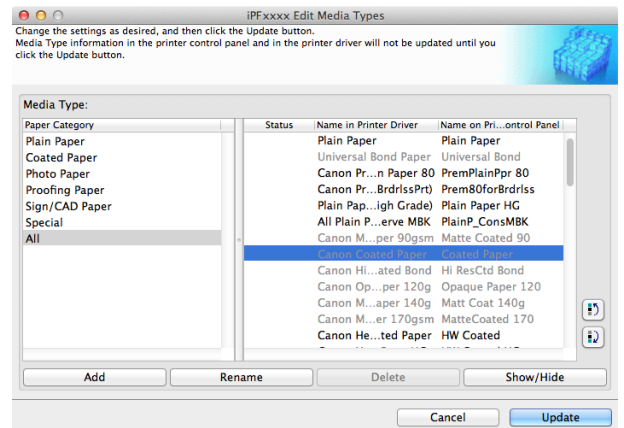 iPFxxxx Edit Media Types
Change the settings as desired, and then click the Update button.
Media Type information in the printer control panel and in the printer driver will not be updated until you
click the Update button.
Media Type:
Paper Category Status Name in Printer Driver Name on Pri...ontrol Panel
Plain Paper Plain Paper Plain Paper
Coated Paper Universal Bond Paper Universal Bond
Photo Paper Canon Pr...n Paper 80 PremPlainPpr 80
Proofing Paper Canon Pr...BrdrlssPrt) Prem80forBrdrlss
Sign/CAD Paper Plain Pap...igh Grade) Plain Paper HG
Special All Plain P...erve MBK PlainP_ConsMBK
All Canon M...per 90gsm Matte Coated 90
Canon Coated Paper Coated Paper
Canon Hi...ated Bond Hi ResCtd Bond
Canon Op...per 120g Opaque Paper 120
Canon M...aper 140g Matt Coat 140g
Canon M...er 170gsm MatteCoated 170
Canon He...ted Paper HW Coated
Add Rename Delete Show/Hide
Cancel Update